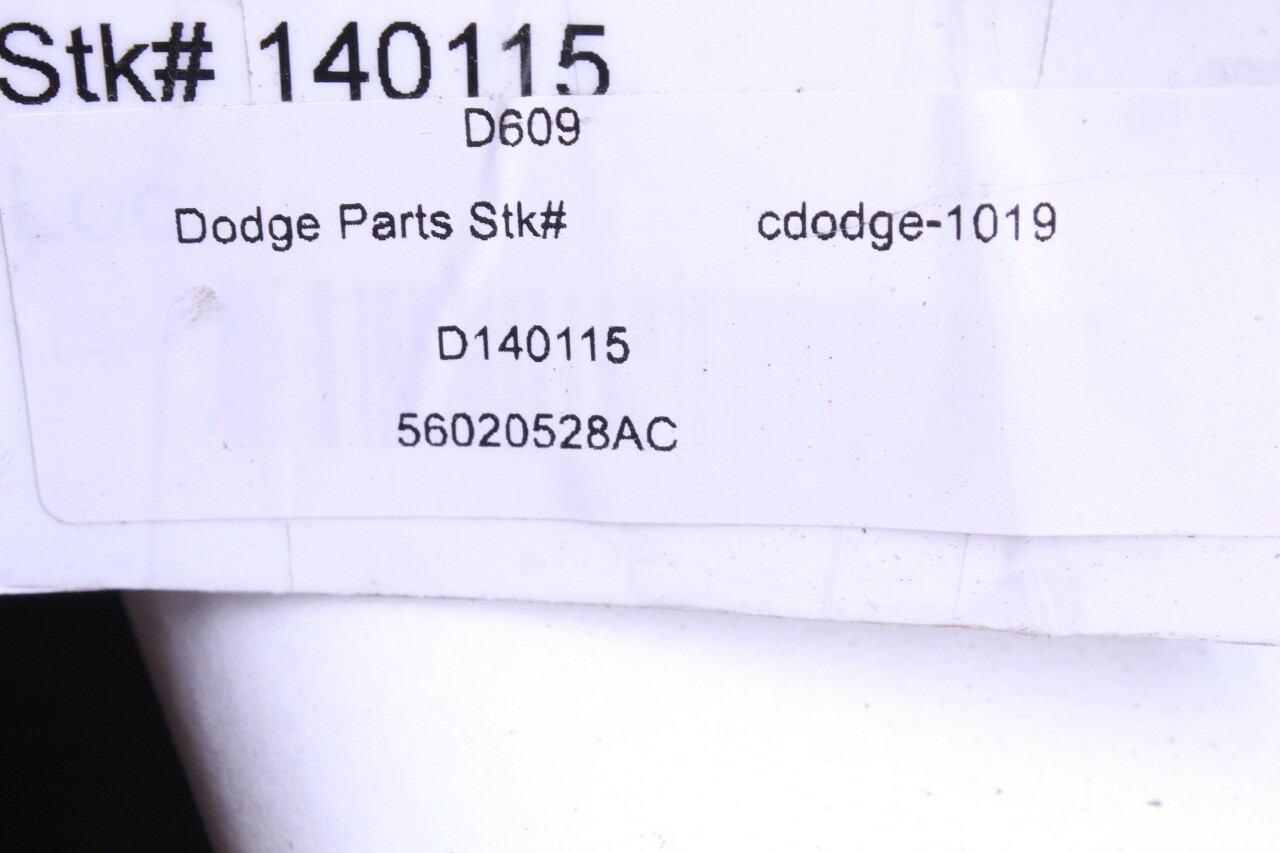 Stk# 140115
D609
Dodge Parts Stk# cdodge-1019
D140115
56020528AC